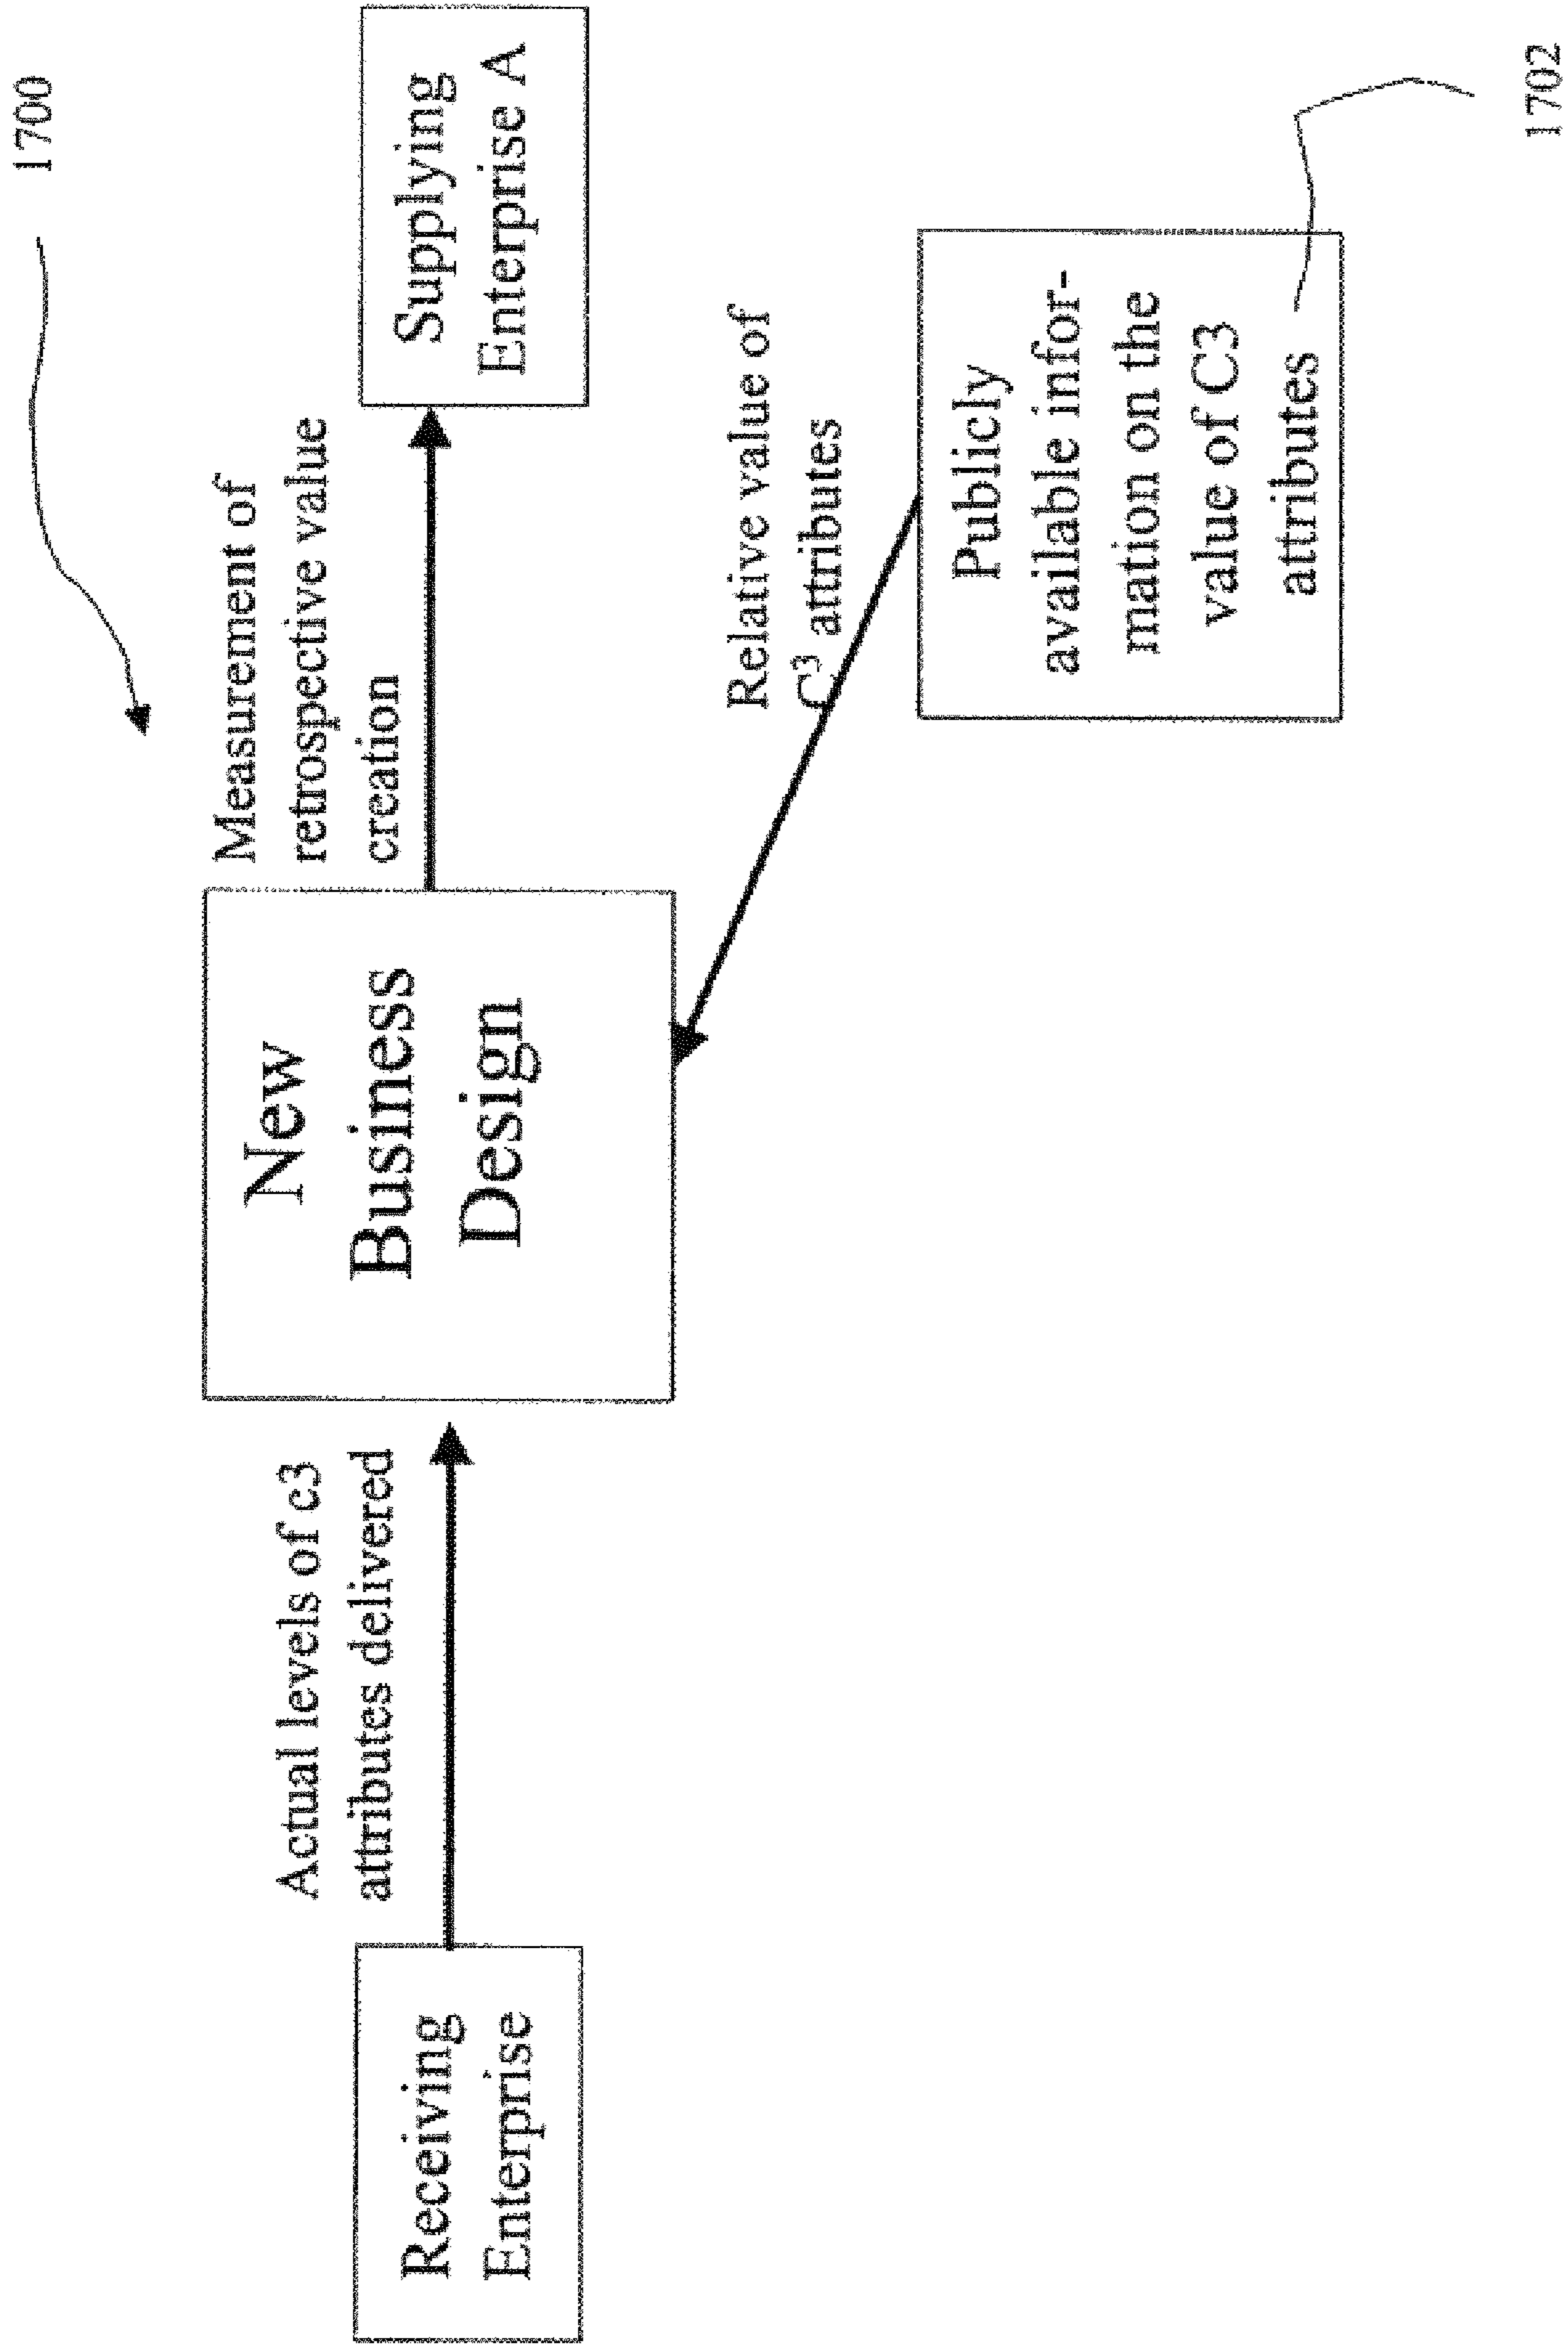 1700
Actual levels of c3
attributes delivered
Measurement of
retrospective value
creation
Receiving
Enterprise
New
Business
Design
Supplying
Enterprise A
Relative value of
C³ attributes
Publicly
available infor-
mation on the
value of C3
attributes
1702